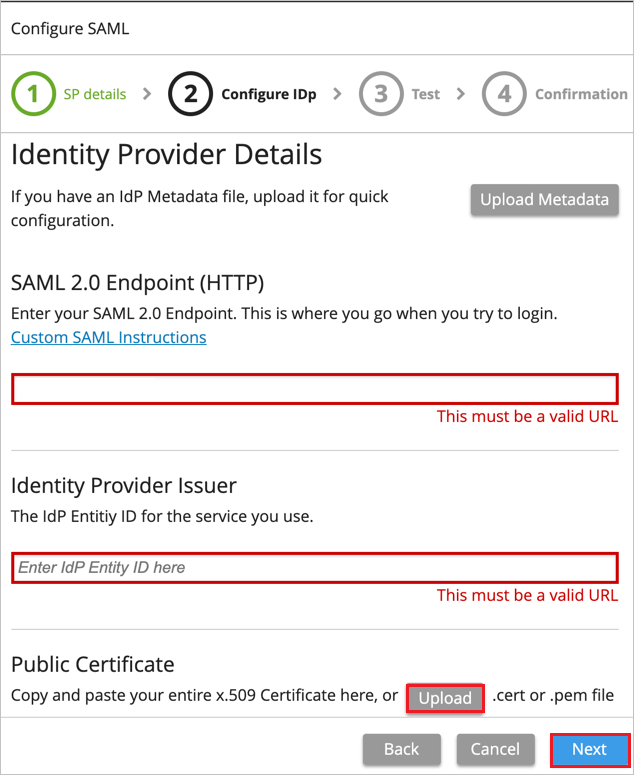 Configure SAML
1 SP details > 2 Configure IDp > 3 Test > 4 Confirmation
Identity Provider Details
If you have an IdP Metadata file, upload it for quick
configuration.
Upload Metadata
SAML 2.0 Endpoint (HTTP)
Enter your SAML 2.0 Endpoint. This is where you go when you try to login.
Custom SAML Instructions
This must be a valid URL
Identity Provider Issuer
The IdP Entitiy ID for the service you use.
Enter IdP Entity ID here
This must be a valid URL
Public Certificate
Copy and paste your entire x.509 Certificate here, or Upload .cert or .pem file
Back Cancel Next